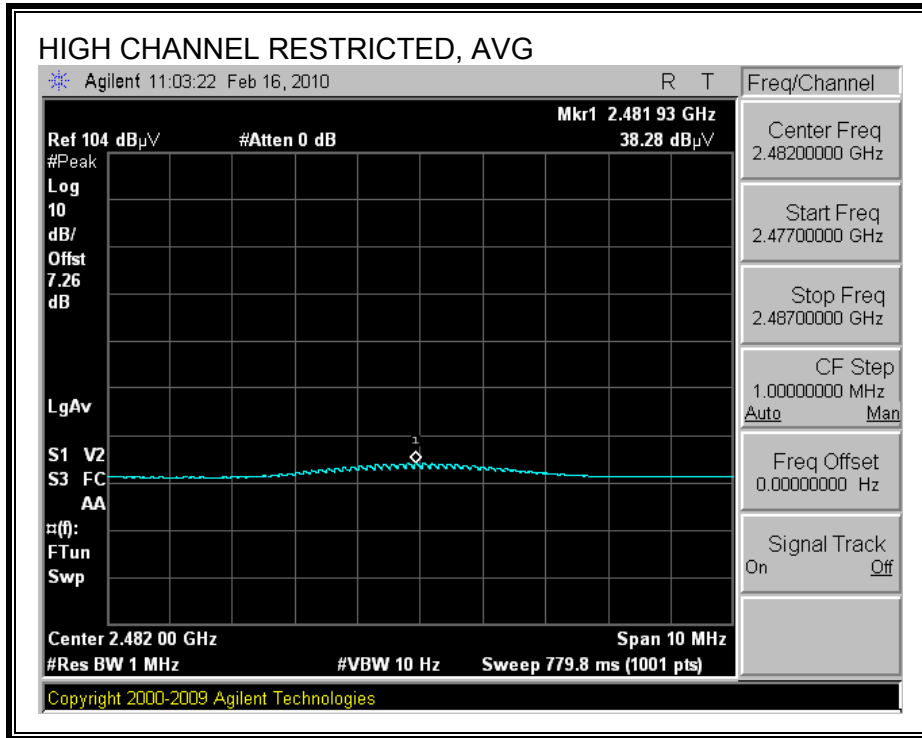 HIGH CHANNEL RESTRICTED, AVG
Agilent 11:03:22 Feb 16, 2010 R T
Mkr1 2.481 93 GHz
Ref 104 dBµV #Atten 0 dB 38.28 dBµV
#Peak
Log
10
dB/
Offst
7.26
dB
LgAv
1
S1 V2
S3 FC
AA
¤(f):
FTun
Swp
Center 2.482 00 GHz Span 10 MHz
#Res BW 1 MHz #VBW 10 Hz Sweep 779.8 ms (1001 pts)
Copyright 2000-2009 Agilent Technologies
Freq/Channel
Center Freq
2.48200000 GHz
Start Freq
2.47700000 GHz
Stop Freq
2.48700000 GHz
CF Step
1.00000000 MHz
Auto Man
Freq Offset
0.00000000 Hz
Signal Track
On Off